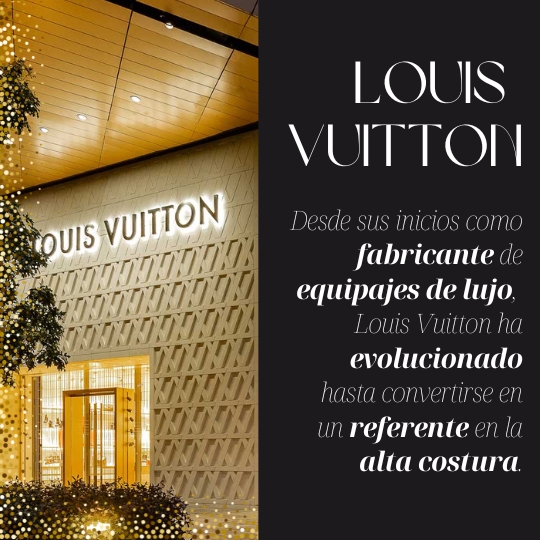 LOUIS VUITTON
LOUIS
VUITTON
Desde sus inicios como
fabricante de
equipajes de lujo,
Louis Vuitton ha
evolucionado
hasta convertirse en
un referente en la
alta costura.